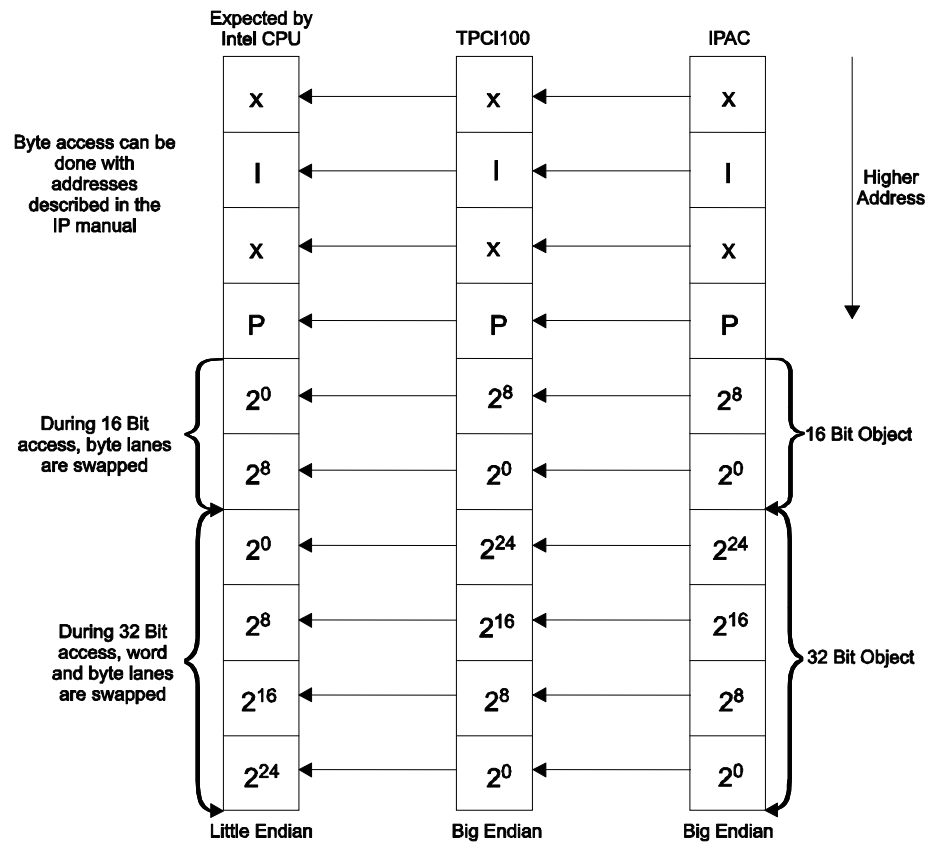 Expected by
Intel CPU
TPCI100
IPAC
x
x
x
Byte access can be
done with
addresses
described in the
IP manual
I
I
I
Higher
Address
x
x
x
P
P
P
2⁰
2⁸
2⁸
During 16 Bit
access, byte lanes
are swapped
16 Bit Object
2⁸
2⁰
2⁰
2⁰
2²⁴
2²⁴
2⁸
2¹⁶
2¹⁶
During 32 Bit
access, word
and byte lanes
are swapped
32 Bit Object
2¹⁶
2⁸
2⁸
2²⁴
2⁰
2⁰
Little Endian
Big Endian
Big Endian